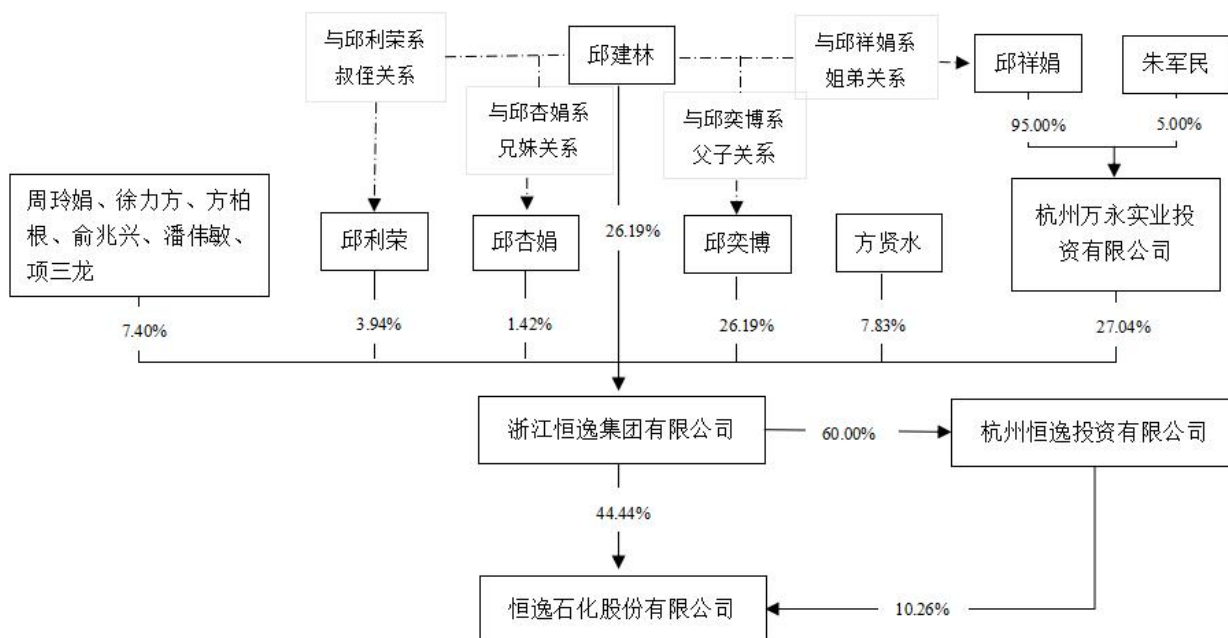 与邱利荣系
叔侄关系
邱建林
与邱祥娟系
姐弟关系
邱祥娟
朱军民
与邱杏娟系
兄妹关系
与邱奕博系
父子关系
95.00%
5.00%
周玲娟、徐力方、方柏
根、俞兆兴、潘伟敏、
项三龙
邱利荣
邱杏娟
26.19%
邱奕博
方贤水
杭州万永实业投
资有限公司
7.40%
3.94%
1.42%
26.19%
7.83%
27.04%
浙江恒逸集团有限公司
60.00%
杭州恒逸投资有限公司
44.44%
恒逸石化股份有限公司
10.26%